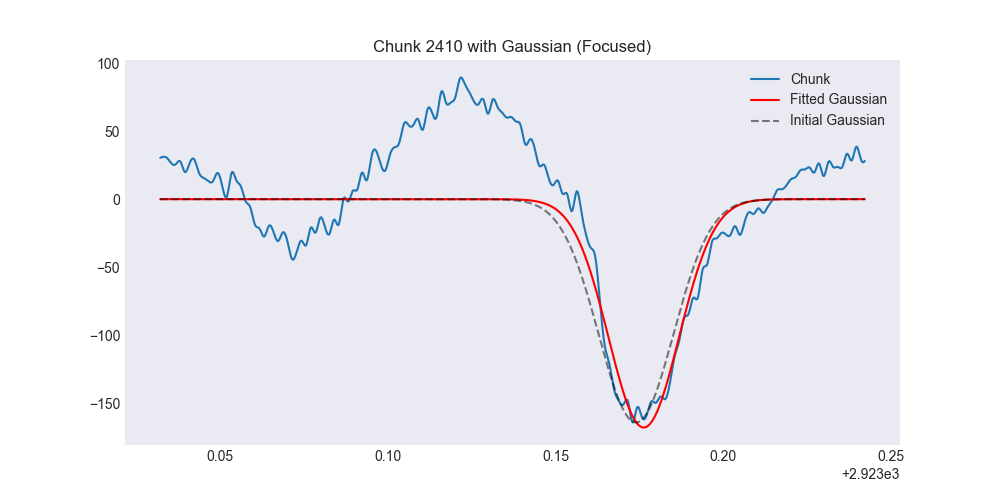 Chunk 2410 with Gaussian (Focused)
100
50
0
−50
−100
−150
Chunk
Fitted Gaussian
Initial Gaussian
0.05 0.10 0.15 0.20 0.25
+2.923e3